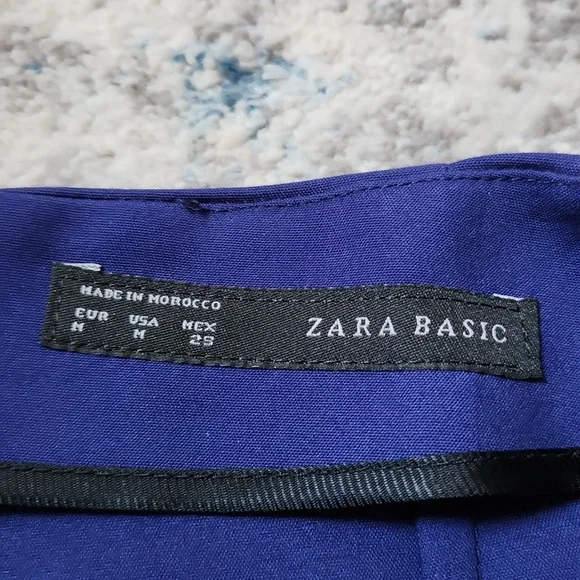 MADE IN MOROCCO
EUR USA MEX
M M 28
ZARA BASIC